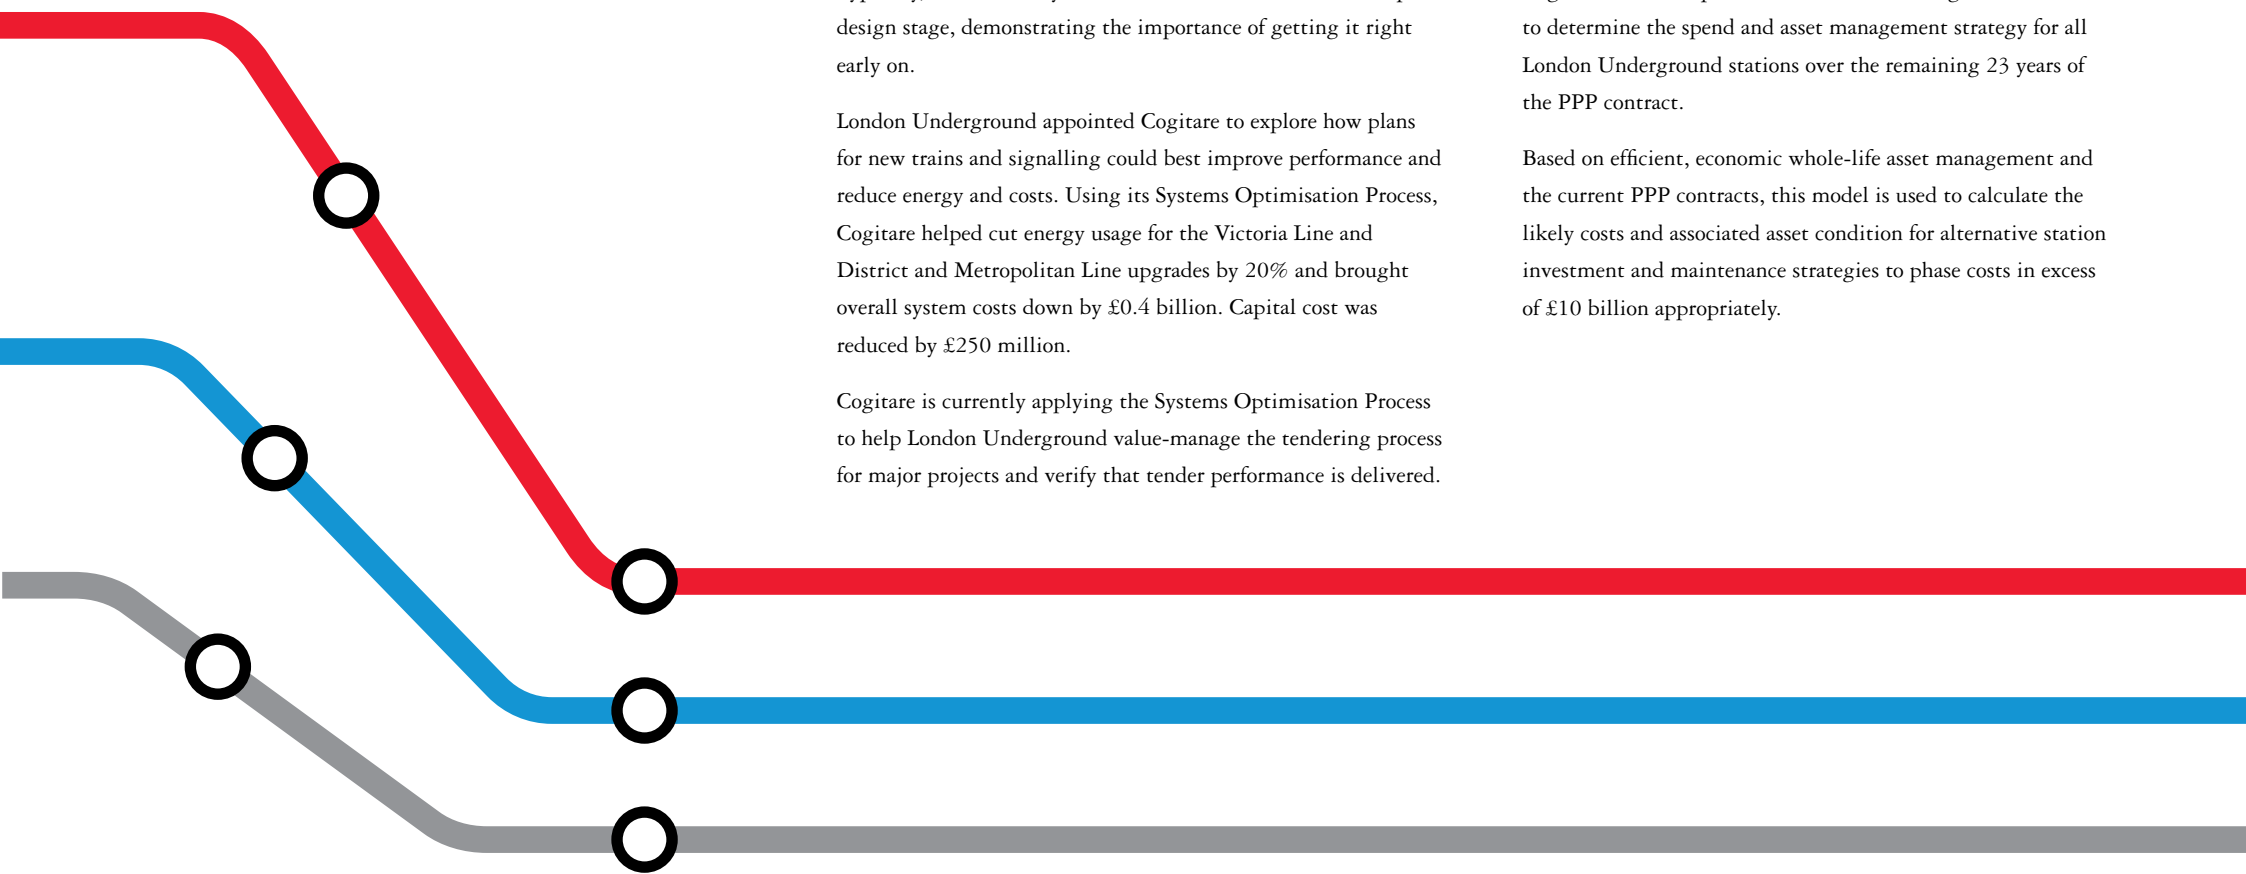 design stage, demonstrating the importance of getting it right
early on.
London Underground appointed Cogitare to explore how plans
for new trains and signalling could best improve performance and
reduce energy and costs. Using its Systems Optimisation Process,
Cogitare helped cut energy usage for the Victoria Line and
District and Metropolitan Line upgrades by 20% and brought
overall system costs down by £0.4 billion. Capital cost was
reduced by £250 million.
Cogitare is currently applying the Systems Optimisation Process
to help London Underground value-manage the tendering process
for major projects and verify that tender performance is delivered.
to determine the spend and asset management strategy for all
London Underground stations over the remaining 23 years of
the PPP contract.
Based on efficient, economic whole-life asset management and
the current PPP contracts, this model is used to calculate the
likely costs and associated asset condition for alternative station
investment and maintenance strategies to phase costs in excess
of £10 billion appropriately.